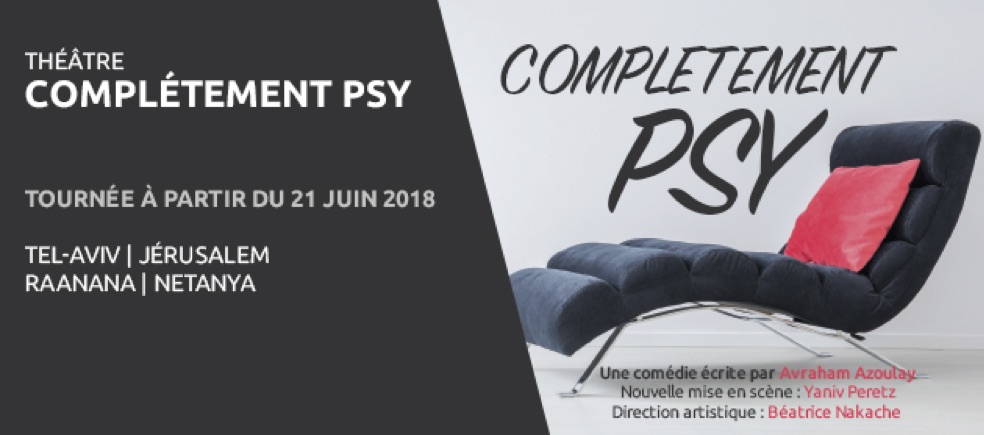 THÉÂTRE
COMPLÉTEMENT PSY
TOURNÉE À PARTIR DU 21 JUIN 2018
TEL-AVIV | JÉRUSALEM
RAANANA | NETANYA
COMPLETEMENT
PSY
Une comédie écrite par Avraham Azoulay
Nouvelle mise en scène : Yaniv Peretz
Direction artistique : Béatrice Nakache